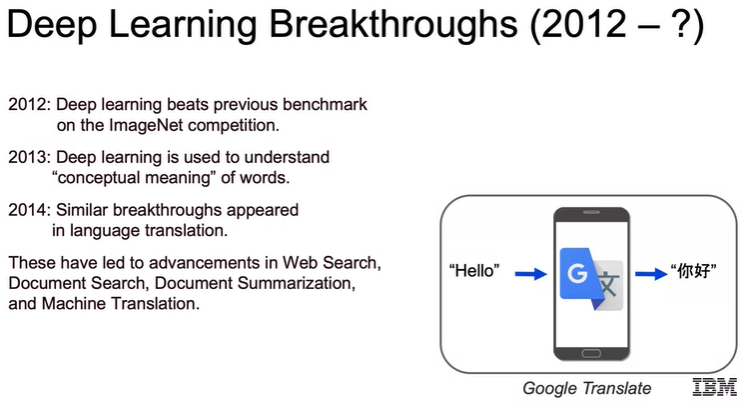 Deep Learning Breakthroughs (2012 – ?)
2012: Deep learning beats previous benchmark
on the ImageNet competition.
2013: Deep learning is used to understand
“conceptual meaning” of words.
2014: Similar breakthroughs appeared
in language translation.
These have led to advancements in Web Search,
Document Search, Document Summarization,
and Machine Translation.
“Hello”
G
文
“你好”
Google Translate
IBM